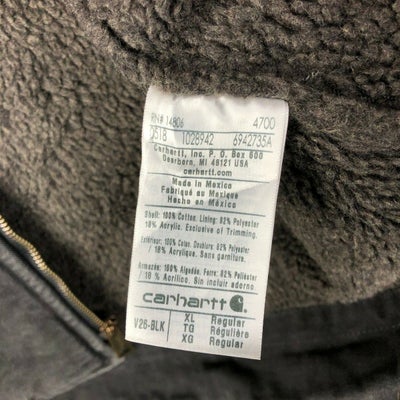 RN# 14806 4700
0518 1028942 6942735A
Carhartt, Inc. P.O. Box 600
Dearborn, MI 48121 USA
carhartt.com
Made in Mexico
Fabriqué au Mexique
Hecho en México
Shell: 100% Cotton. Lining: 82% Polyester
18% Acrylic. Exclusive of Trimming.
Extérieur: 100% Coton. Doublure: 82% Polyester
/ 18% Acrylique. Sans les Garnitures.
Armazón: 100% Algodón. Forro: 82% Poliéster
/ 18% Acrílico. Sin incluir adorno.
carhartt
V26-BLK XL Regular
TG Régulière
XG Regular